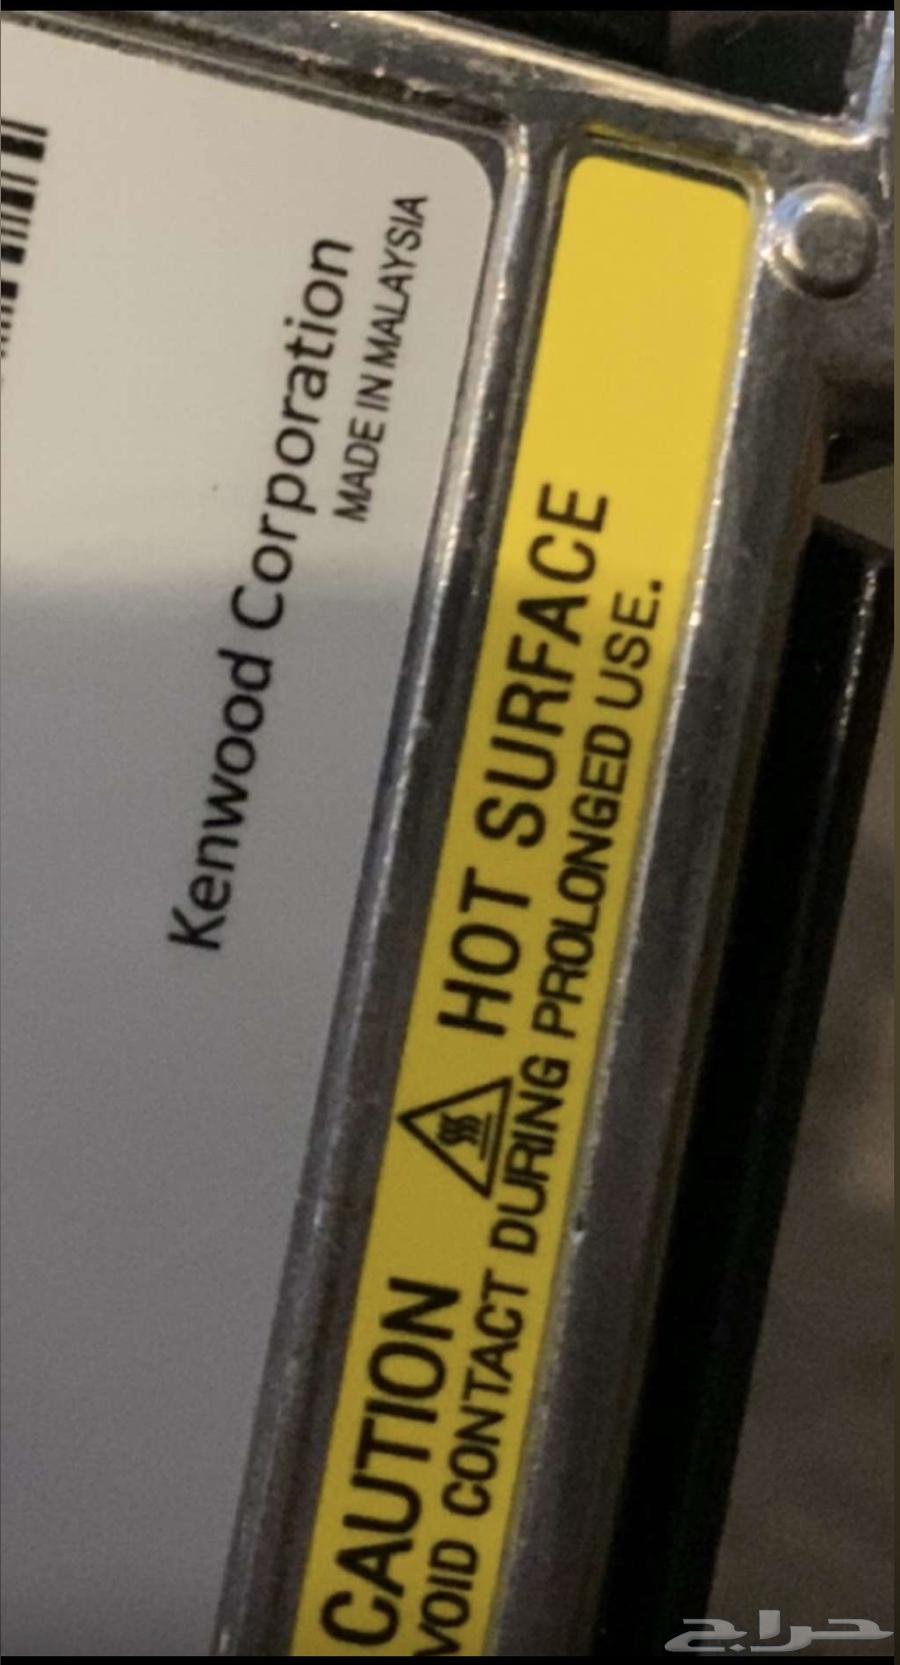 Kenwood Corporation
MADE IN MALAYSIA
CAUTION HOT SURFACE
VOID CONTACT DURING PROLONGED USE.
حراج